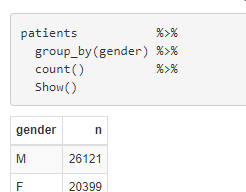 patients %>%
group_by(gender) %>%
count() %>%
Show()
gender n
M 26121
F 20399